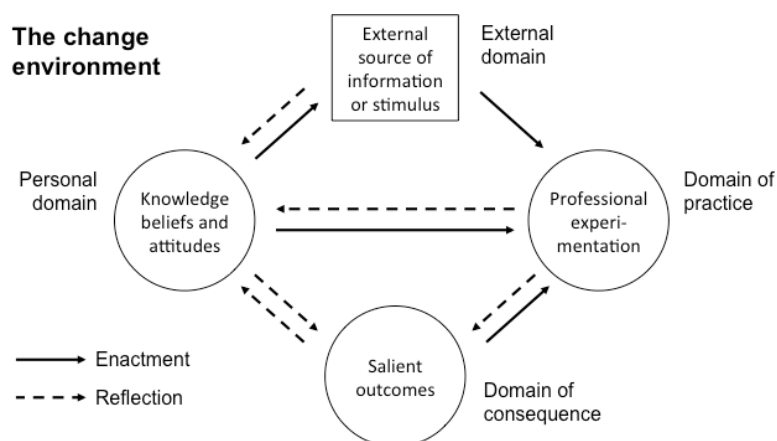 The change
environment
External
source of
information
or stimulus
External
domain
Personal
domain
Knowledge
beliefs and
attitudes
Professional
experi-
mentation
Domain of
practice
Salient
outcomes
Domain of
consequence
Enactment
Reflection